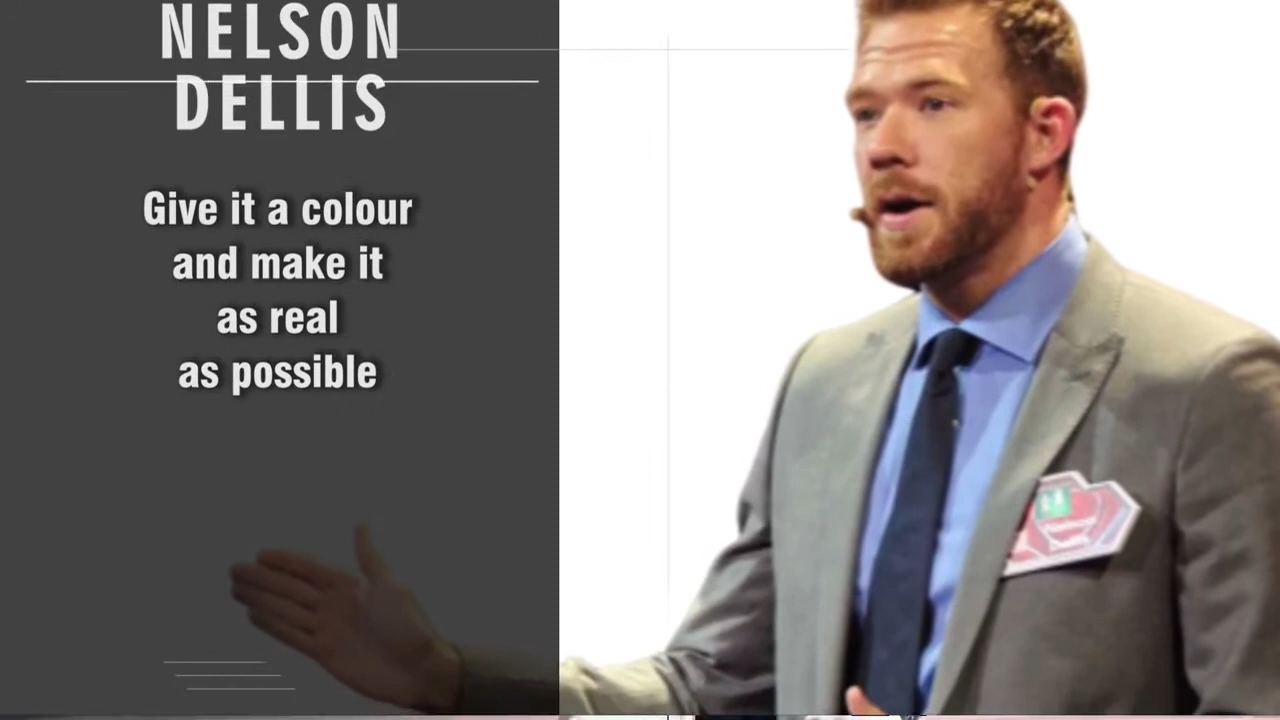 NELSON
DELLIS
Give it a colour
and make it
as real
as possible